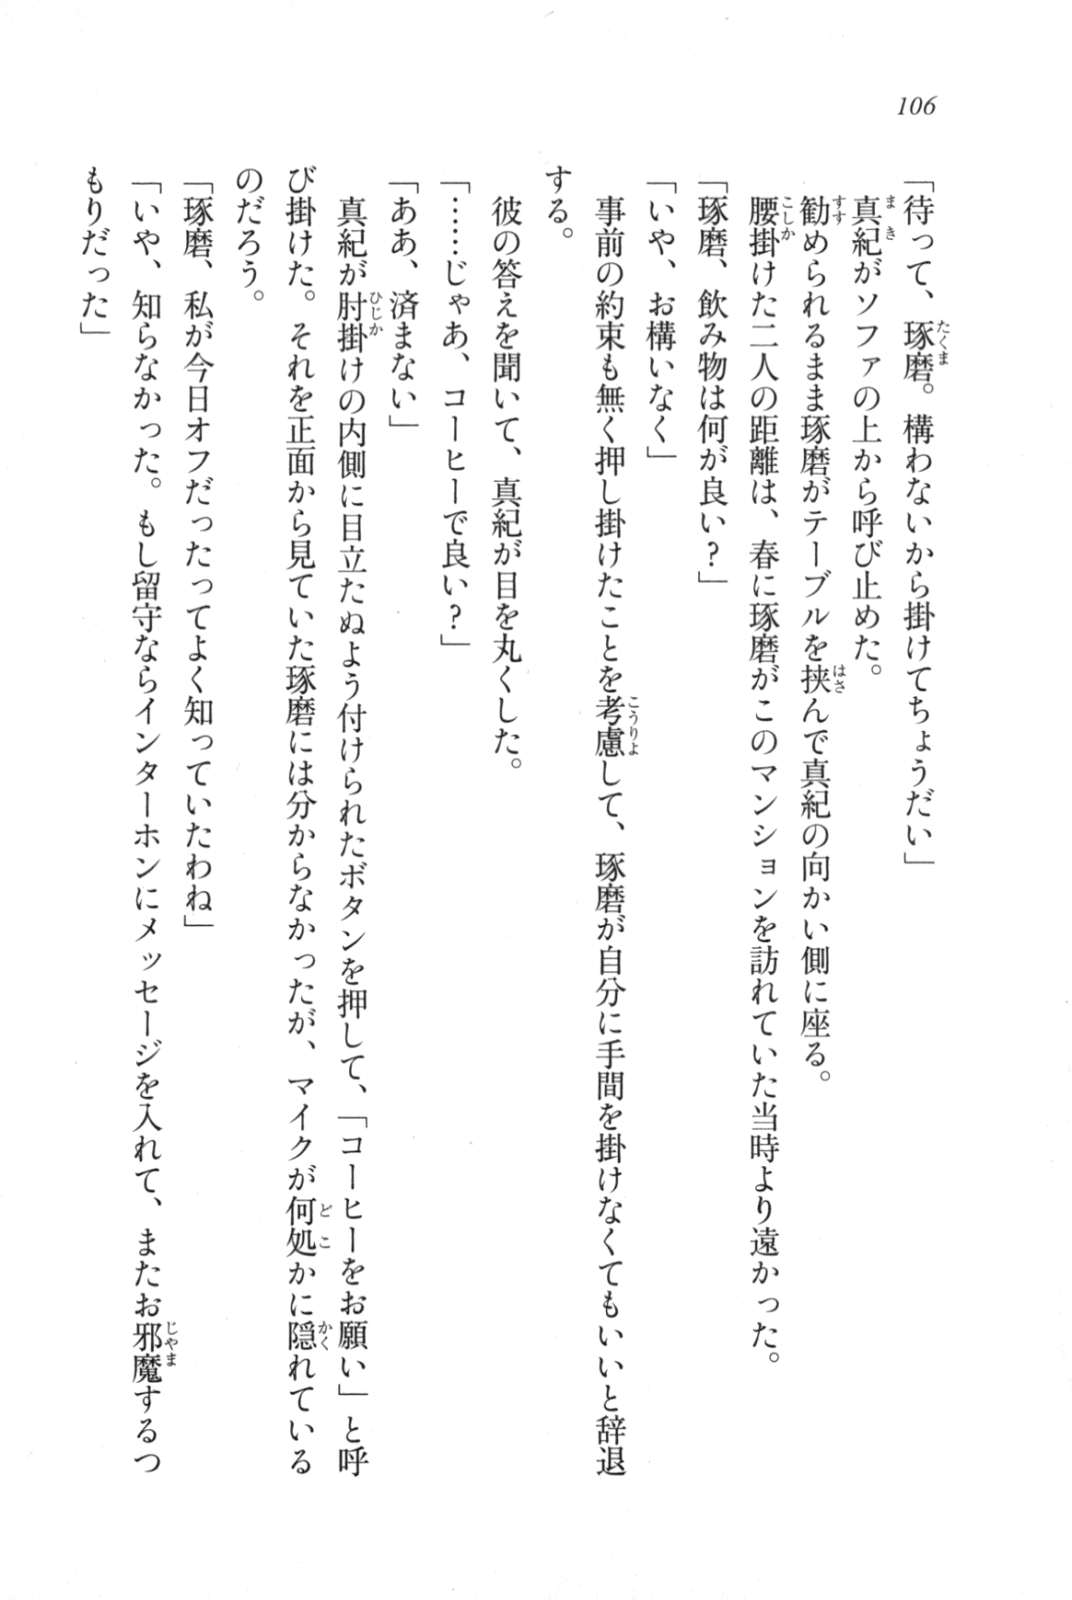 106
「待って、琢磨。構わないから掛けてちょうだい」
真紀がソファの上から呼び止めた。
勧められるまま琢磨がテーブルを挟んで真紀の向かい側に座る。
腰掛けた二人の距離は、春に琢磨がこのマンションを訪れていた当時より遠かった。
「琢磨、飲み物は何が良い？」
「いや、お構いなく」
事前の約束も無く押し掛けたことを考慮して、琢磨が自分に手間を掛けなくてもいいと辞退
する。
彼の答えを聞いて、真紀が目を丸くした。
「……じゃあ、コーヒーで良い？」
「ああ、済まない」
真紀が肘掛けの内側に目立たぬよう付けられたボタンを押して、「コーヒーをお願い」と呼
び掛けた。それを正面から見ていた琢磨には分からなかったが、マイクが何処かに隠れている
のだろう。
「琢磨、私が今日オフだったってよく知っていたわね」
「いや、知らなかった。もし留守ならインターホンにメッセージを入れて、またお邪魔するつ
もりだった」